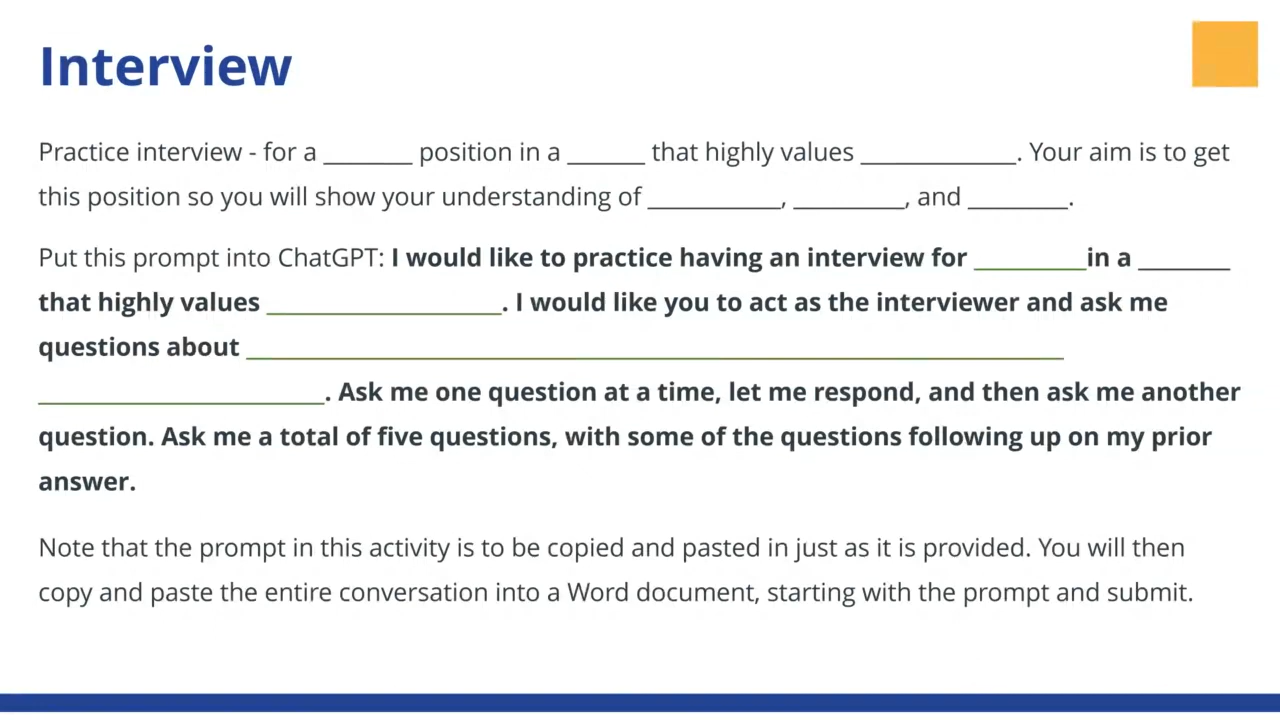 Interview
Practice interview - for a ________ position in a _______ that highly values ______________. Your aim is to get
this position so you will show your understanding of ____________, __________, and _________.
Put this prompt into ChatGPT: I would like to practice having an interview for __________in a ________
that highly values _____________________. I would like you to act as the interviewer and ask me
questions about __________________________________________________________________________
__________________________. Ask me one question at a time, let me respond, and then ask me another
question. Ask me a total of five questions, with some of the questions following up on my prior
answer.
Note that the prompt in this activity is to be copied and pasted in just as it is provided. You will then
copy and paste the entire conversation into a Word document, starting with the prompt and submit.